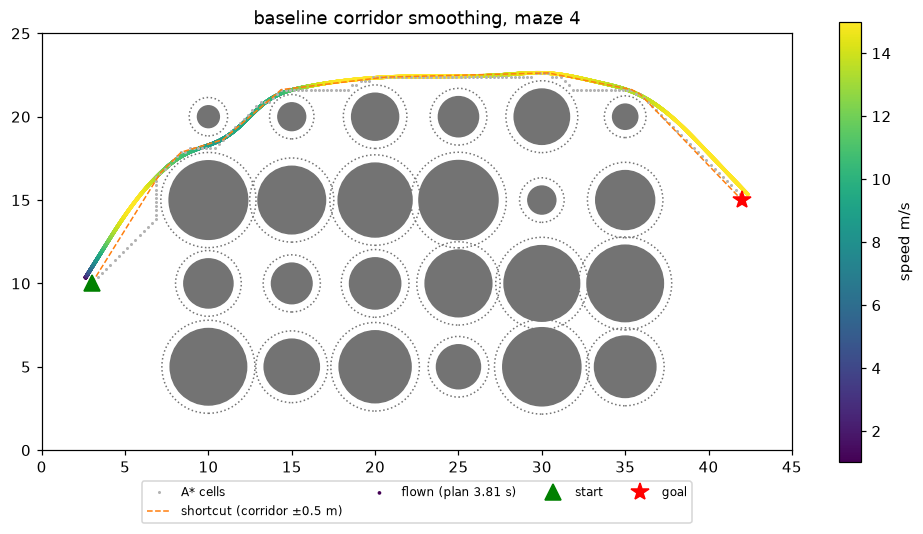 baseline corridor smoothing, maze 4
25
20
15
10
5
0
0 5 10 15 20 25 30 35 40 45
14
12
10
8
6
4
2
speed m/s
A* cells
shortcut (corridor ±0.5 m)
flown (plan 3.81 s)
start
goal